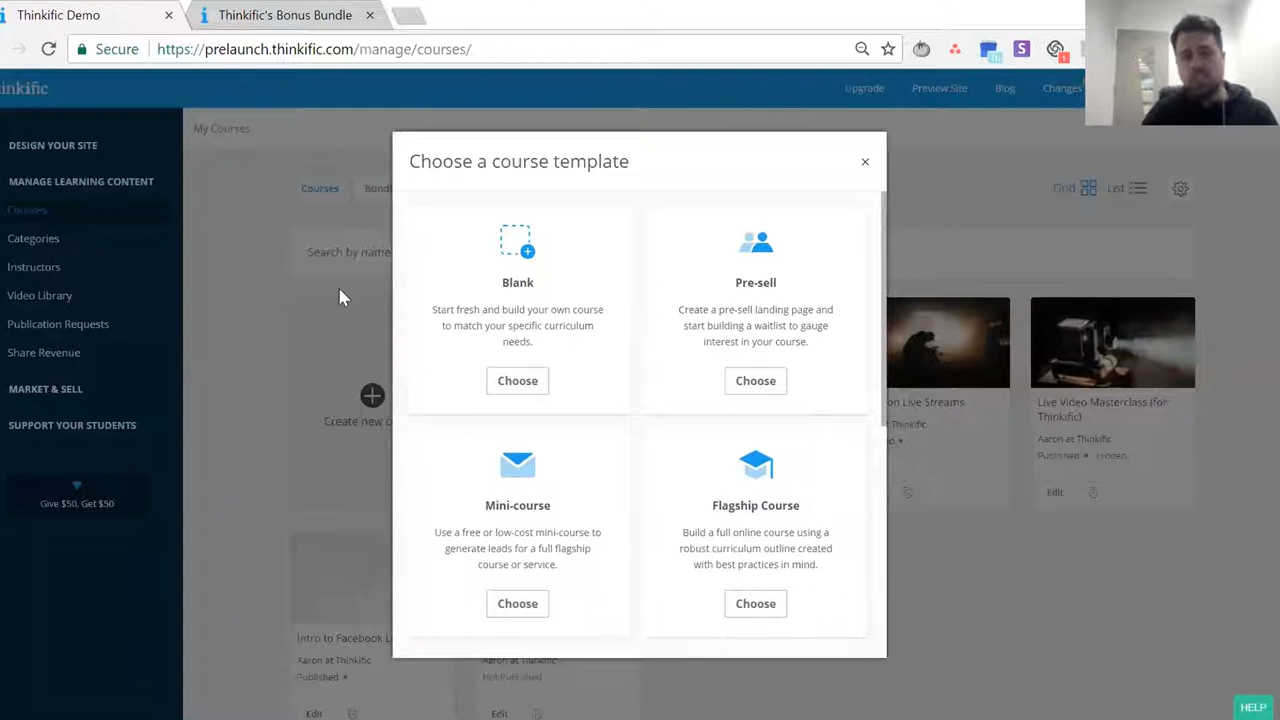 Thinkific Demo
Thinkific's Bonus Bundle
Secure
https://prelaunch.thinkific.com/manage/courses/
S
1
inkific
Upgrade
Preview Site
Blog
Changes
DESIGN YOUR SITE
MANAGE LEARNING CONTENT
Courses
Categories
Instructors
Video Library
Publication Requests
Share Revenue
MARKET & SELL
SUPPORT YOUR STUDENTS
Give $50, Get $50
My Courses
Courses
Bundl
Grid
List
Search by name
Create new c
Choose a course template
×
Blank
Start fresh and build your own course
to match your specific curriculum
needs.
Choose
Pre-sell
Create a pre-sell landing page and
start building a waitlist to gauge
interest in your course.
Choose
Mini-course
Use a free or low-cost mini-course to
generate leads for a full flagship
course or service.
Choose
Flagship Course
Build a full online course using a
robust curriculum outline created
with best practices in mind.
Choose
on Live Streams
Thinkific
Live Video Masterclass (for
Thinkific)
Aaron at Thinkific
Published
Hidden
Edit
Intro to Facebook L
Aaron at Thinkific
Published
Edit
Aaron at Thinkific
Not Published
Edit
HELP